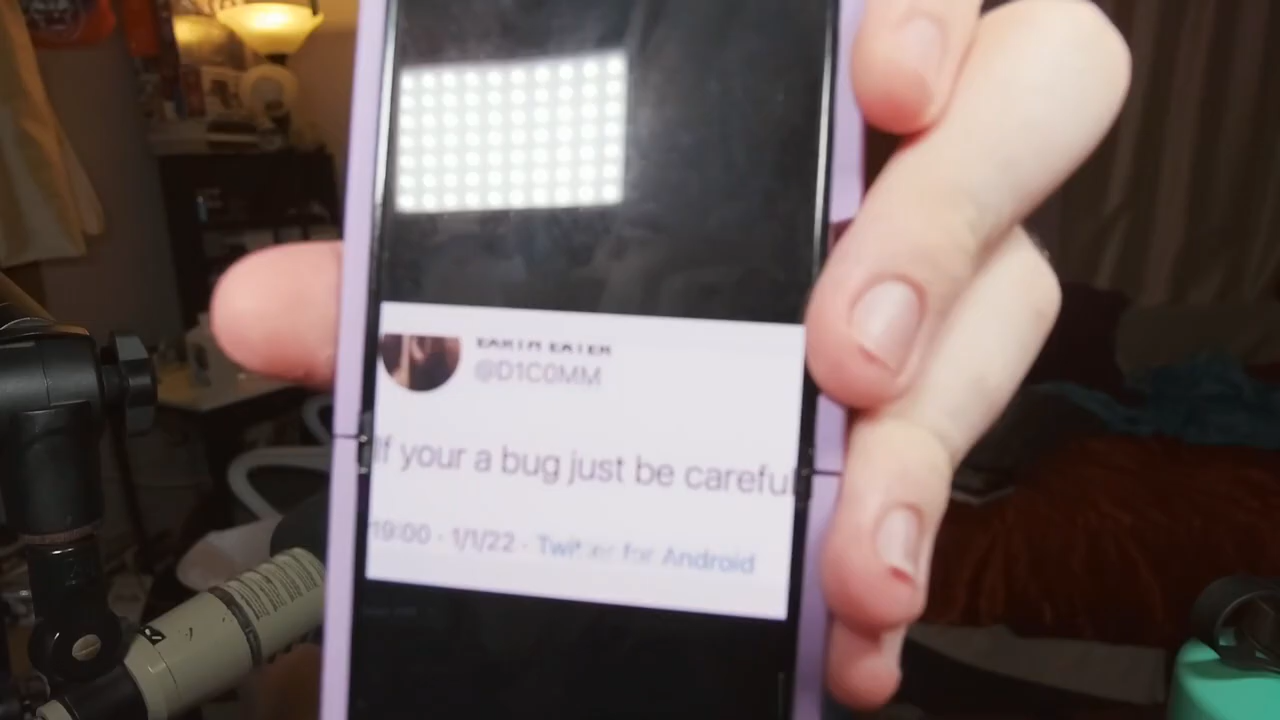 EARTH EATER
@D1C0MM
If your a bug just be careful
19:00 · 1/1/22 · Twitter for Android